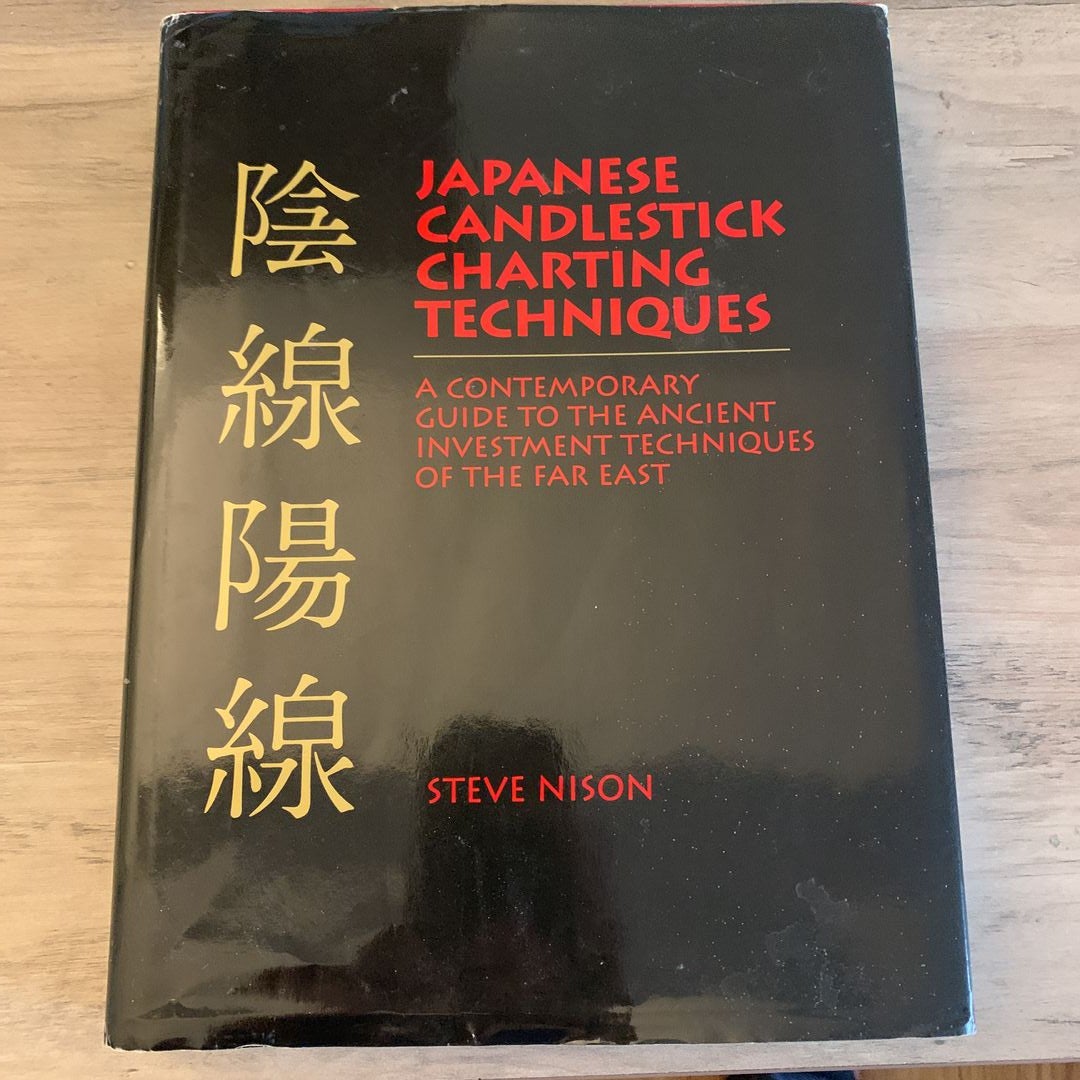 陰線陽線
JAPANESE
CANDLESTICK
CHARTING
TECHNIQUES
A CONTEMPORARY
GUIDE TO THE ANCIENT
INVESTMENT TECHNIQUES
OF THE FAR EAST
STEVE NISON